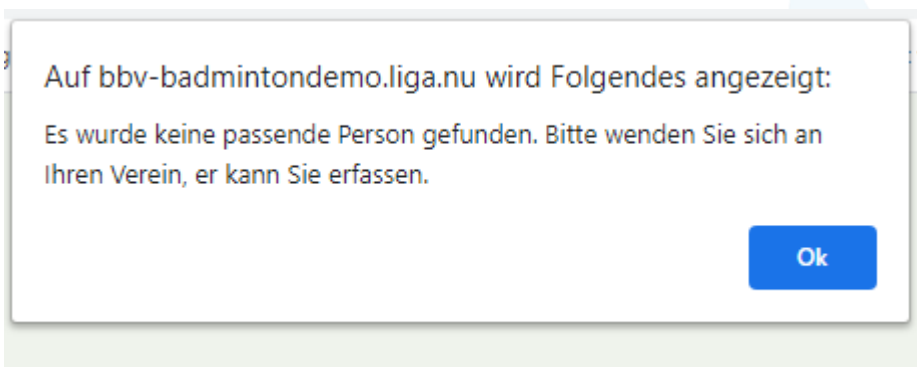 Auf bbv-badmintondemo.liga.nu wird Folgendes angezeigt:
Es wurde keine passende Person gefunden. Bitte wenden Sie sich an
Ihren Verein, er kann Sie erfassen.
Ok